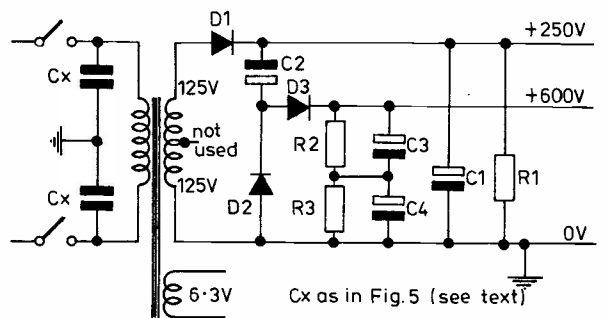 D1
+250V
Cx
125V
C2
D3
+600V
not
used
R2
C3
Cx
125V
D2
R3
C4
C1
R1
0V
6·3V
Cx as in Fig.5 (see text)